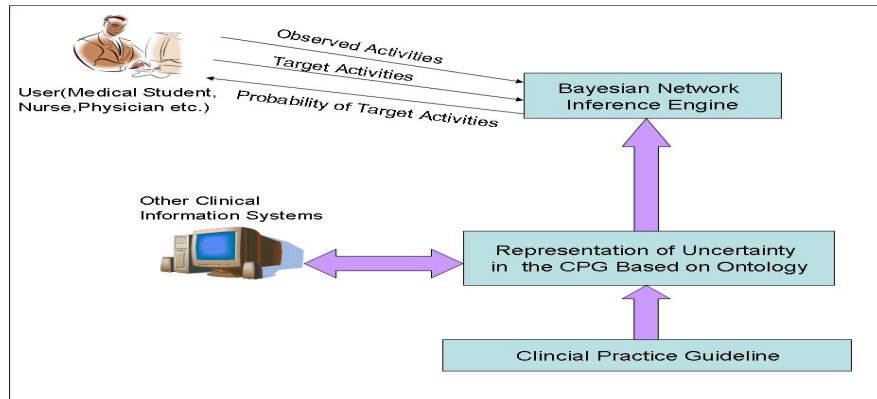 Observed Activities
Target Activities
Probability of Target Activities
User(Medical Student,
Nurse,Physician etc.)
Bayesian Network
Inference Engine
Other Clinical
Information Systems
Representation of Uncertainty
in the CPG Based on Ontology
Clincial Practice Guideline